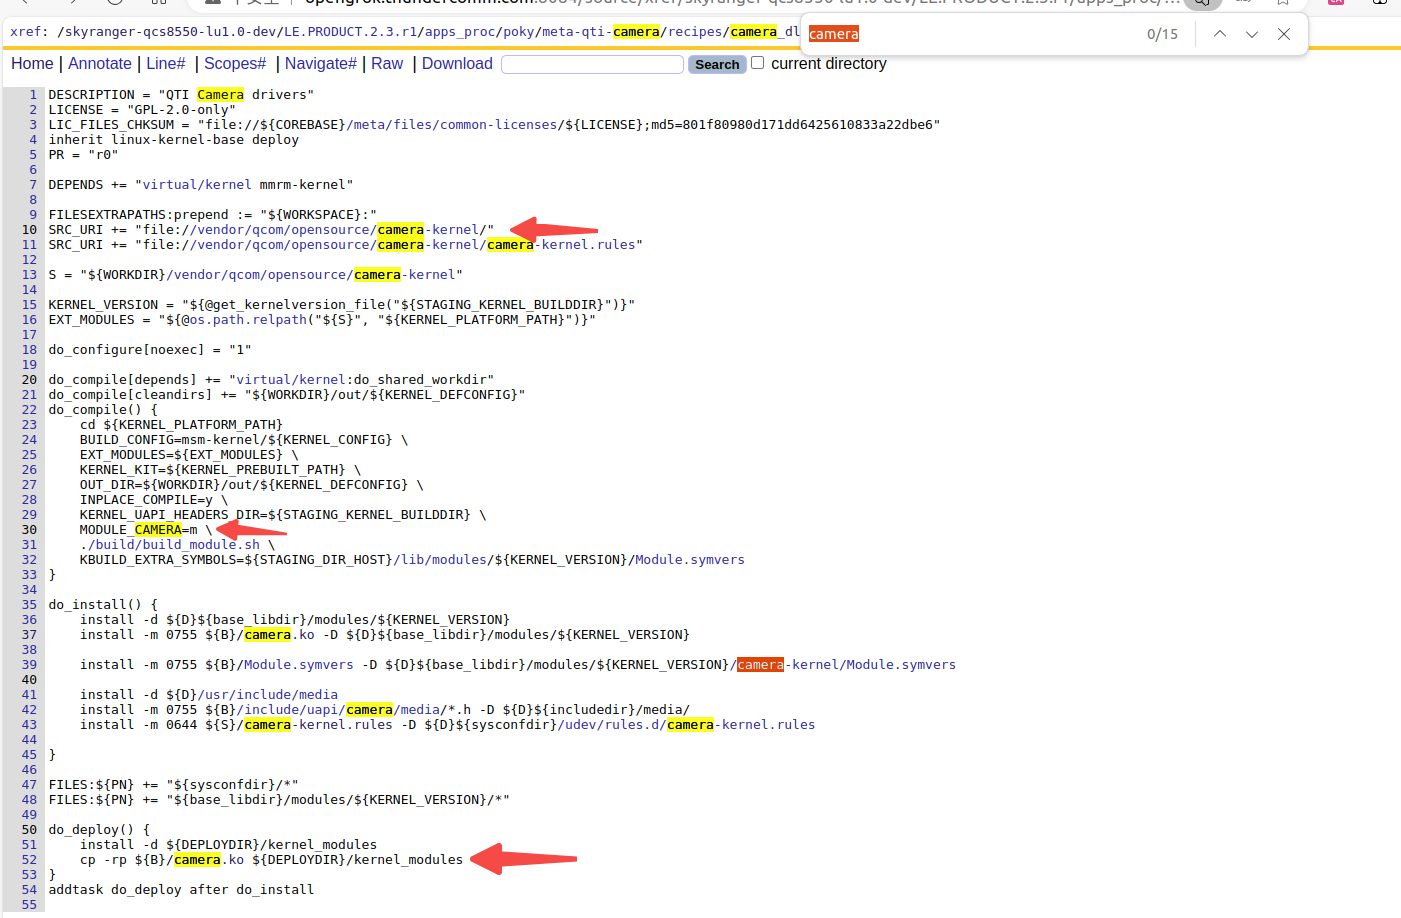 camera
0/15
xref: /skyranger-qcs8550-lu1.0-dev/LE.PRODUCT.2.3.r1/apps_proc/poky/meta-qti-camera/recipes/camera_dl
Home | Annotate | Line# | Scopes# | Navigate# | Raw | Download Search current directory
1 DESCRIPTION = "QTI Camera drivers"
2 LICENSE = "GPL-2.0-only"
3 LIC_FILES_CHKSUM = "file://${COREBASE}/meta/files/common-licenses/${LICENSE};md5=801f80980d171dd6425610833a22dbe6"
4 inherit linux-kernel-base deploy
5 PR = "r0"
6
7 DEPENDS += "virtual/kernel mmrm-kernel"
8
9 FILESEXTRAPATHS:prepend := "${WORKSPACE}:"
10 SRC_URI += "file://vendor/qcom/opensource/camera-kernel/"
11 SRC_URI += "file://vendor/qcom/opensource/camera-kernel/camera-kernel.rules"
12
13 S = "${WORKDIR}/vendor/qcom/opensource/camera-kernel"
14
15 KERNEL_VERSION = "${@get_kernelversion_file("${STAGING_KERNEL_BUILDDIR}")}"
16 EXT_MODULES = "${@os.path.relpath("${S}", "${KERNEL_PLATFORM_PATH}")}"
17
18 do_configure[noexec] = "1"
19
20 do_compile[depends] += "virtual/kernel:do_shared_workdir"
21 do_compile[cleandirs] += "${WORKDIR}/out/${KERNEL_DEFCONFIG}"
22 do_compile() {
23 cd ${KERNEL_PLATFORM_PATH}
24 BUILD_CONFIG=msm-kernel/${KERNEL_CONFIG} \
25 EXT_MODULES=${EXT_MODULES} \
26 KERNEL_KIT=${KERNEL_PREBUILT_PATH} \
27 OUT_DIR=${WORKDIR}/out/${KERNEL_DEFCONFIG} \
28 INPLACE_COMPILE=y \
29 KERNEL_UAPI_HEADERS_DIR=${STAGING_KERNEL_BUILDDIR} \
30 MODULE_CAMERA=m \
31 ./build/build_module.sh \
32 KBUILD_EXTRA_SYMBOLS=${STAGING_DIR_HOST}/lib/modules/${KERNEL_VERSION}/Module.symvers
33 }
34
35 do_install() {
36 install -d ${D}${base_libdir}/modules/${KERNEL_VERSION}
37 install -m 0755 ${B}/camera.ko -D ${D}${base_libdir}/modules/${KERNEL_VERSION}
38
39 install -m 0755 ${B}/Module.symvers -D ${D}${base_libdir}/modules/${KERNEL_VERSION}/camera-kernel/Module.symvers
40
41 install -d ${D}/usr/include/media
42 install -m 0755 ${B}/include/uapi/camera/media/*.h -D ${D}${includedir}/media/
43 install -m 0644 ${S}/camera-kernel.rules -D ${D}${sysconfdir}/udev/rules.d/camera-kernel.rules
44
45 }
46
47 FILES:${PN} += "${sysconfdir}/*"
48 FILES:${PN} += "${base_libdir}/modules/${KERNEL_VERSION}/*"
49
50 do_deploy() {
51 install -d ${DEPLOYDIR}/kernel_modules
52 cp -rp ${B}/camera.ko ${DEPLOYDIR}/kernel_modules
53 }
54 addtask do_deploy after do_install
55